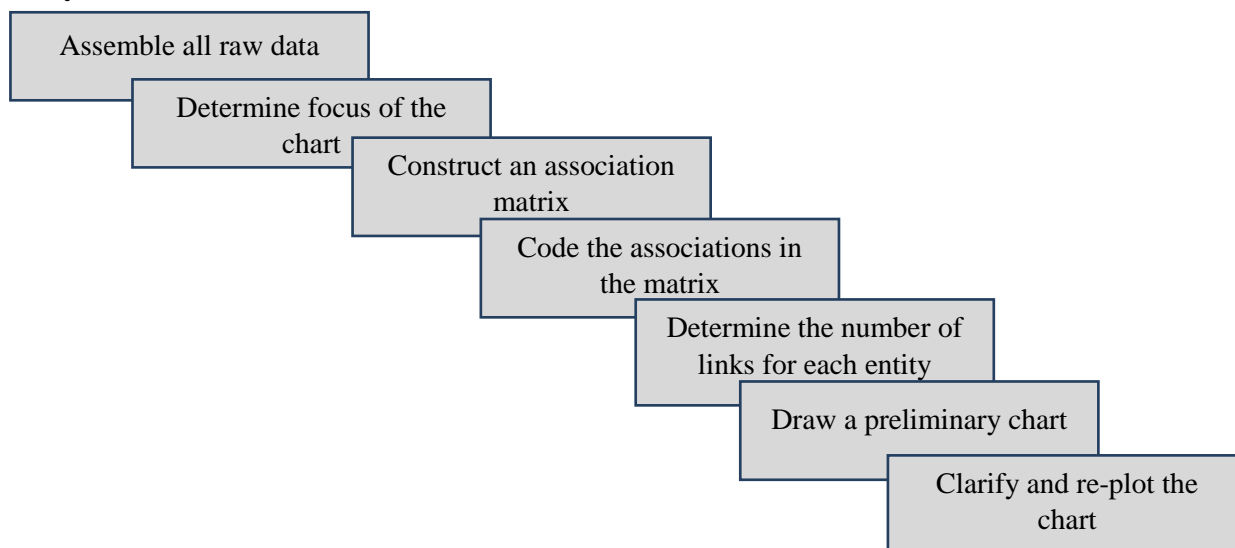 Assemble all raw data
Determine focus of the
chart
Construct an association
matrix
Code the associations in
the matrix
Determine the number of
links for each entity
Draw a preliminary chart
Clarify and re-plot the
chart